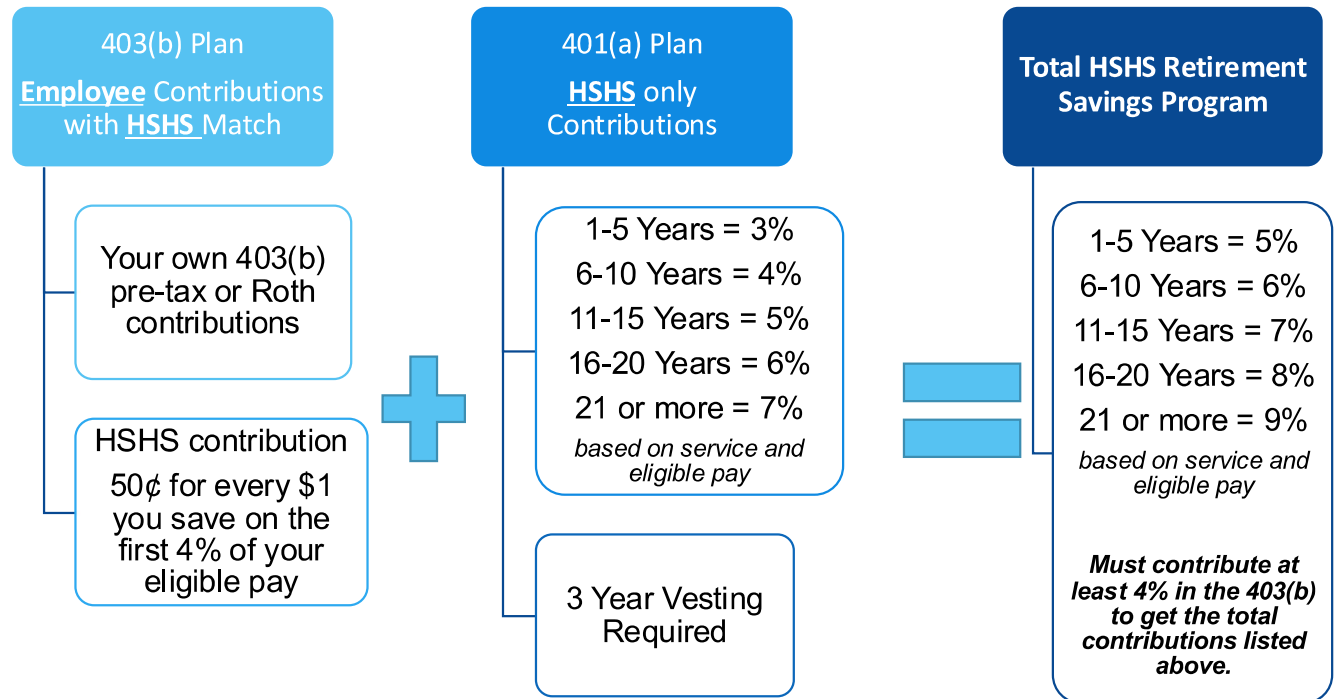 403(b) Plan
Employee Contributions
with HSHS Match
Your own 403(b)
pre-tax or Roth
contributions
HSHS contribution
50¢ for every $1
you save on the
first 4% of your
eligible pay
401(a) Plan
HSHS only
Contributions
1-5 Years = 3%
6-10 Years = 4%
11-15 Years = 5%
16-20 Years = 6%
21 or more = 7%
based on service and
eligible pay
3 Year Vesting
Required
Total HSHS Retirement
Savings Program
1-5 Years = 5%
6-10 Years = 6%
11-15 Years = 7%
16-20 Years = 8%
21 or more = 9%
based on service and
eligible pay
Must contribute at
least 4% in the 403(b)
to get the total
contributions listed
above.